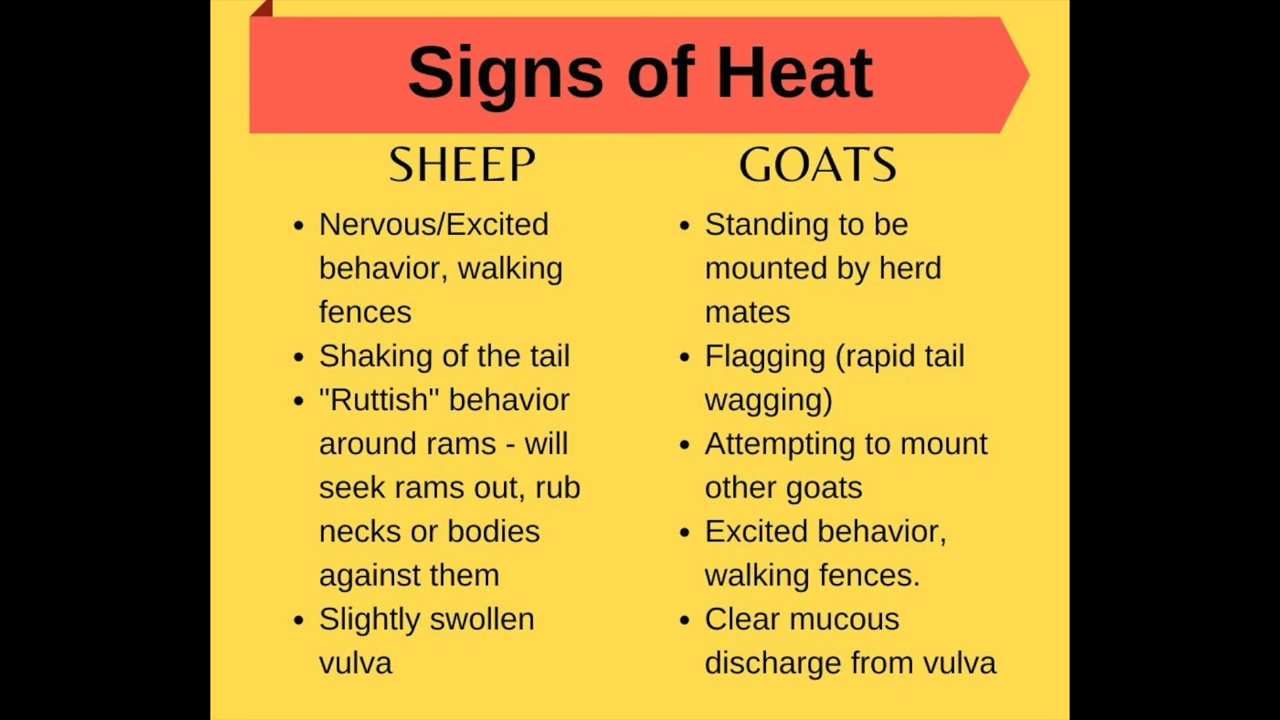 Signs of Heat
SHEEP
• Nervous/Excited
behavior, walking
fences
• Shaking of the tail
• "Ruttish" behavior
around rams - will
seek rams out, rub
necks or bodies
against them
• Slightly swollen
vulva
GOATS
• Standing to be
mounted by herd
mates
• Flagging (rapid tail
wagging)
• Attempting to mount
other goats
• Excited behavior,
walking fences.
• Clear mucous
discharge from vulva